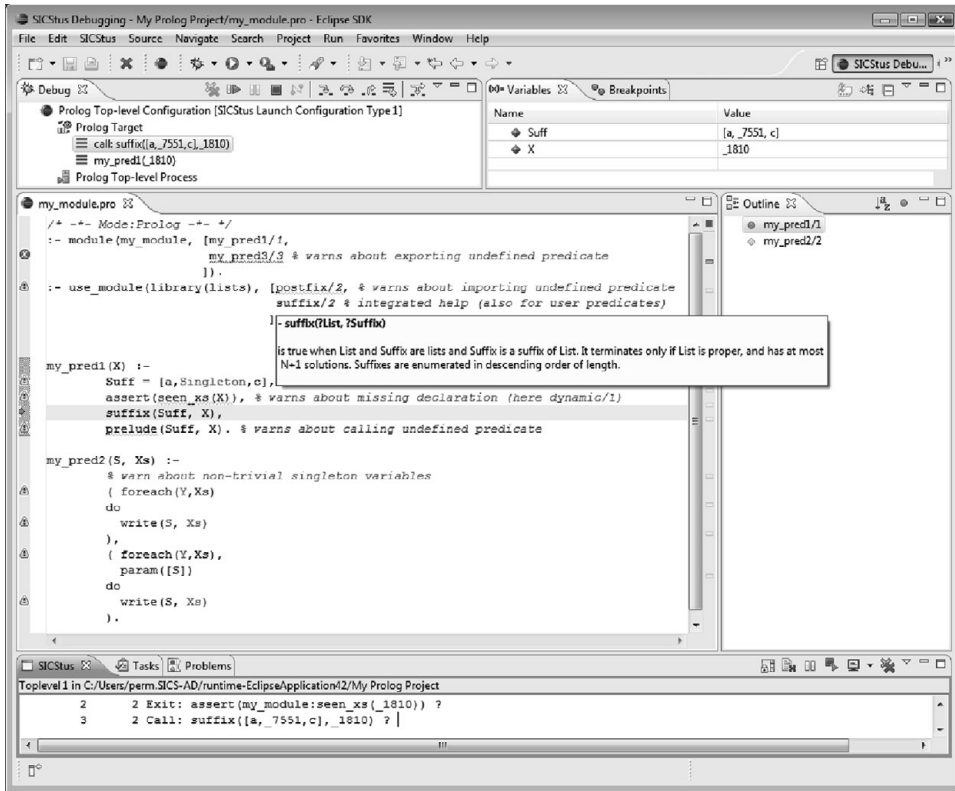 SICStus Debugging - My Prolog Project/my_module.pro - Eclipse SDK
File Edit SICStus Source Navigate Search Project Run Favorites Window Help
SICStus Debu...
Debug
Prolog Top-level Configuration [SICStus Launch Configuration Type 1]
Prolog Target
call: suffix([a,_7551,c],_1810)
my_pred1(_1810)
Prolog Top-level Process
(x)= Variables
Breakpoints
Name Value
Suff [a, _7551, c]
X _1810
my_module.pro
/* -*- Mode:Prolog -*- */
:- module(my_module, [my_pred1/1,
my_pred3/3 % warns about exporting undefined predicate
]).
:- use_module(library(lists), [postfix/2, % warns about importing undefined predicate
suffix/2 % integrated help (also for user predicates)
]
- suffix(?List, ?Suffix)
is true when List and Suffix are lists and Suffix is a suffix of List. It terminates only if List is proper, and has at most
N+1 solutions. Suffixes are enumerated in descending order of length.
my_pred1(X) :-
Suff = [a,Singleton,c],
assert(seen_xs(X)), % warns about missing declaration (here dynamic/1)
suffix(Suff, X),
prelude(Suff, X). % warns about calling undefined predicate
my_pred2(S, Xs) :-
% warn about non-trivial singleton variables
( foreach(Y,Xs)
do
write(S, Xs)
),
( foreach(Y,Xs),
param([S])
do
write(S, Xs)
).
Outline
my_pred1/1
my_pred2/2
SICStus
Tasks
Problems
Toplevel 1 in C:/Users/perm.SICS-AD/runtime-EclipseApplication42/My Prolog Project
2 2 Exit: assert(my_module:seen_xs(_1810)) ?
3 2 Call: suffix([a,_7551,c],_1810) ?